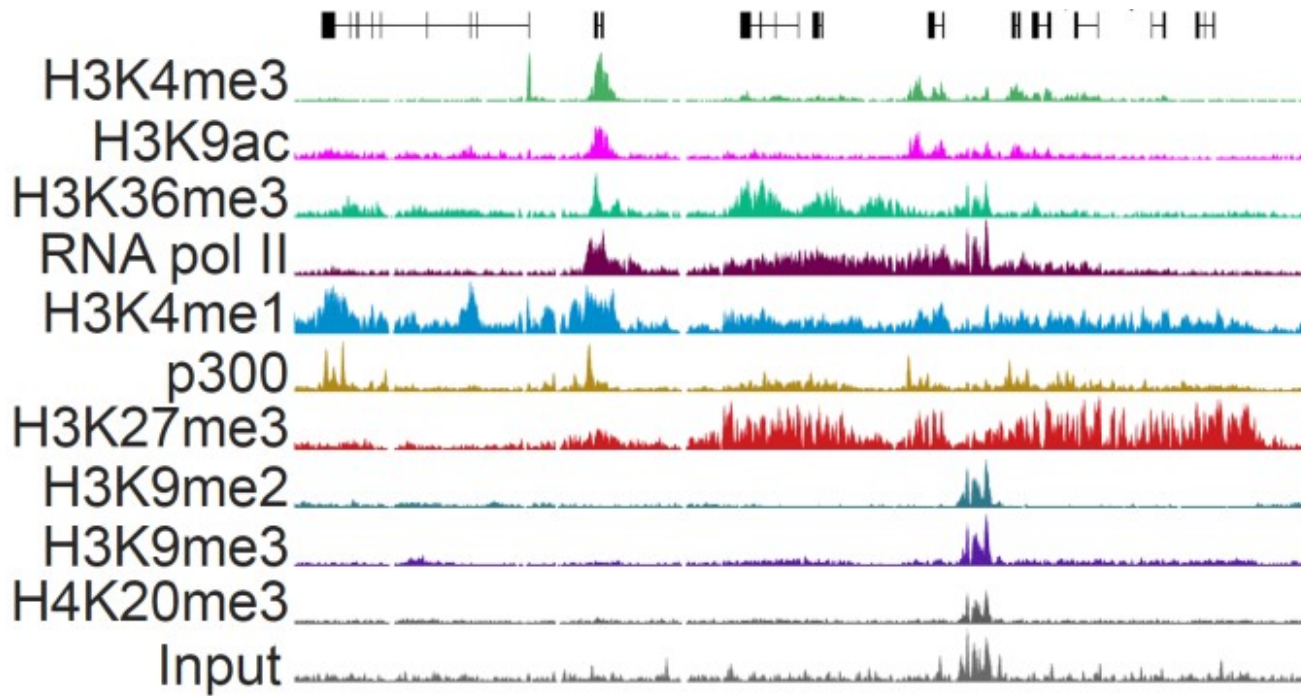 H3K4me3
H3K9ac
H3K36me3
RNA pol II
H3K4me1
p300
H3K27me3
H3K9me2
H3K9me3
H4K20me3
Input